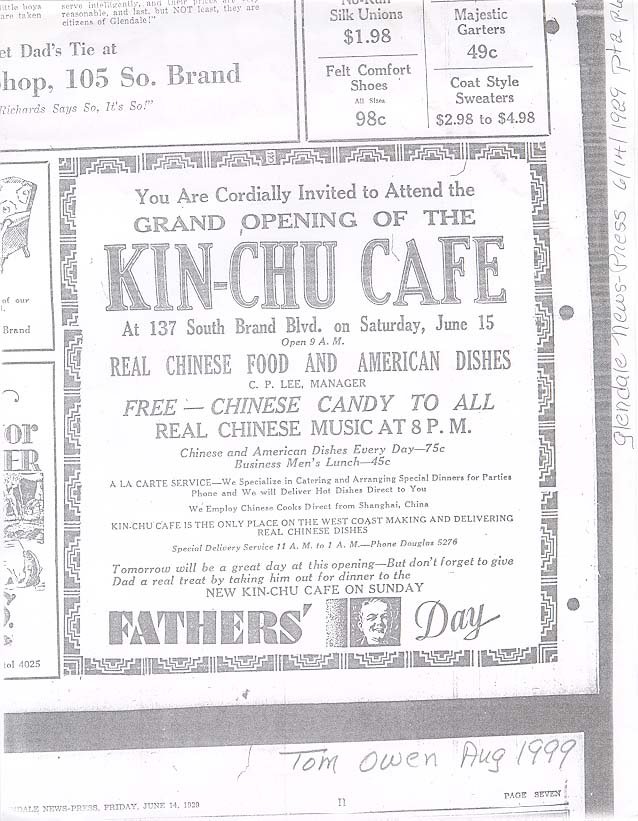 little boys
are taken
serve intelligently, and their prices are very
reasonable, and last, but NOT least, they are
citizens of Glendale!"
et Dad's Tie at
hop, 105 So. Brand
Richards Says So, It's So!"
No-Run
Silk Unions
$1.98
Felt Comfort
Shoes
All Sizes
98c
Majestic
Garters
49c
Coat Style
Sweaters
$2.98 to $4.98
of our
Brand
or
ER
tol 4025
You Are Cordially Invited to Attend the
GRAND OPENING OF THE
KIN-CHU CAFE
At 137 South Brand Blvd. on Saturday, June 15
Open 9 A. M.
REAL CHINESE FOOD AND AMERICAN DISHES
C. P. LEE, MANAGER
FREE — CHINESE CANDY TO ALL
REAL CHINESE MUSIC AT 8 P. M.
Chinese and American Dishes Every Day—75c
Business Men's Lunch—45c
A LA CARTE SERVICE—We Specialize in Catering and Arranging Special Dinners for Parties
Phone and We will Deliver Hot Dishes Direct to You
We Employ Chinese Cooks Direct from Shanghai, China
KIN-CHU CAFE IS THE ONLY PLACE ON THE WEST COAST MAKING AND DELIVERING
REAL CHINESE DISHES
Special Delivery Service 11 A. M. to 1 A. M.—Phone Douglas 5276
Tomorrow will be a great day at this opening—But don't forget to give
Dad a real treat by taking him out for dinner to the
NEW KIN-CHU CAFE ON SUNDAY
FATHERS' Day
Glendale News-Press 6/14/1929 Pt2
Tom Owen Aug 1999
NDALE NEWS-PRESS, FRIDAY, JUNE 14, 1929
11
PAGE SEVEN